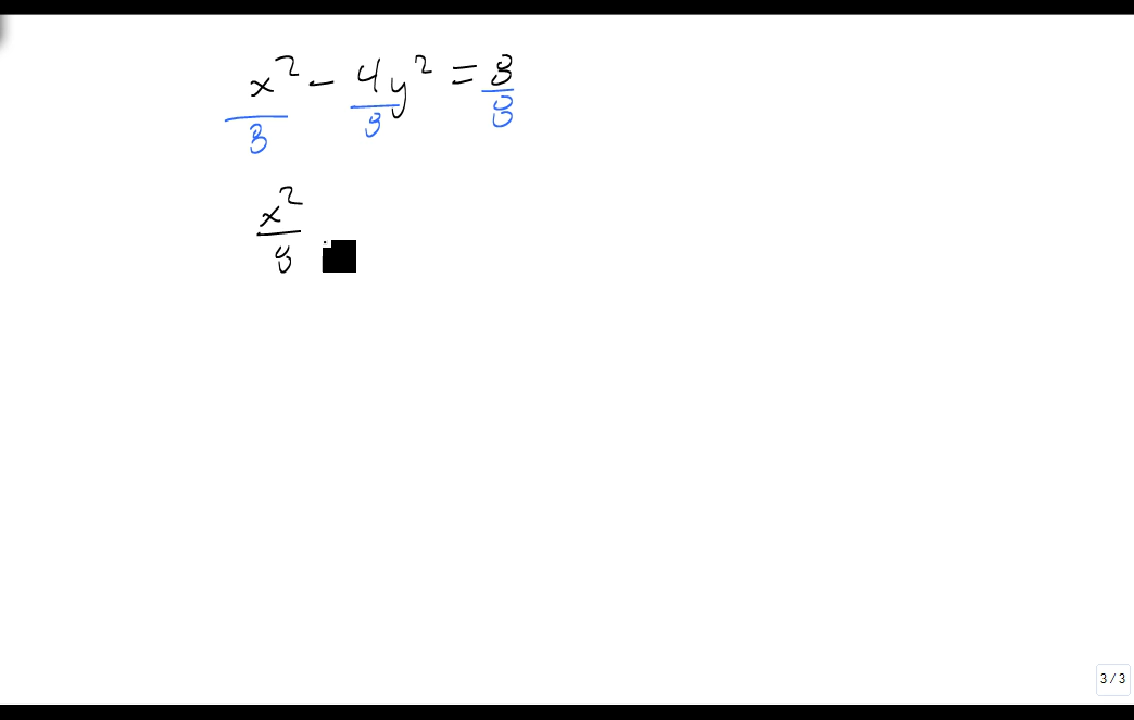 x² - 4y² = 8
8 8 8
x²
8
3/3